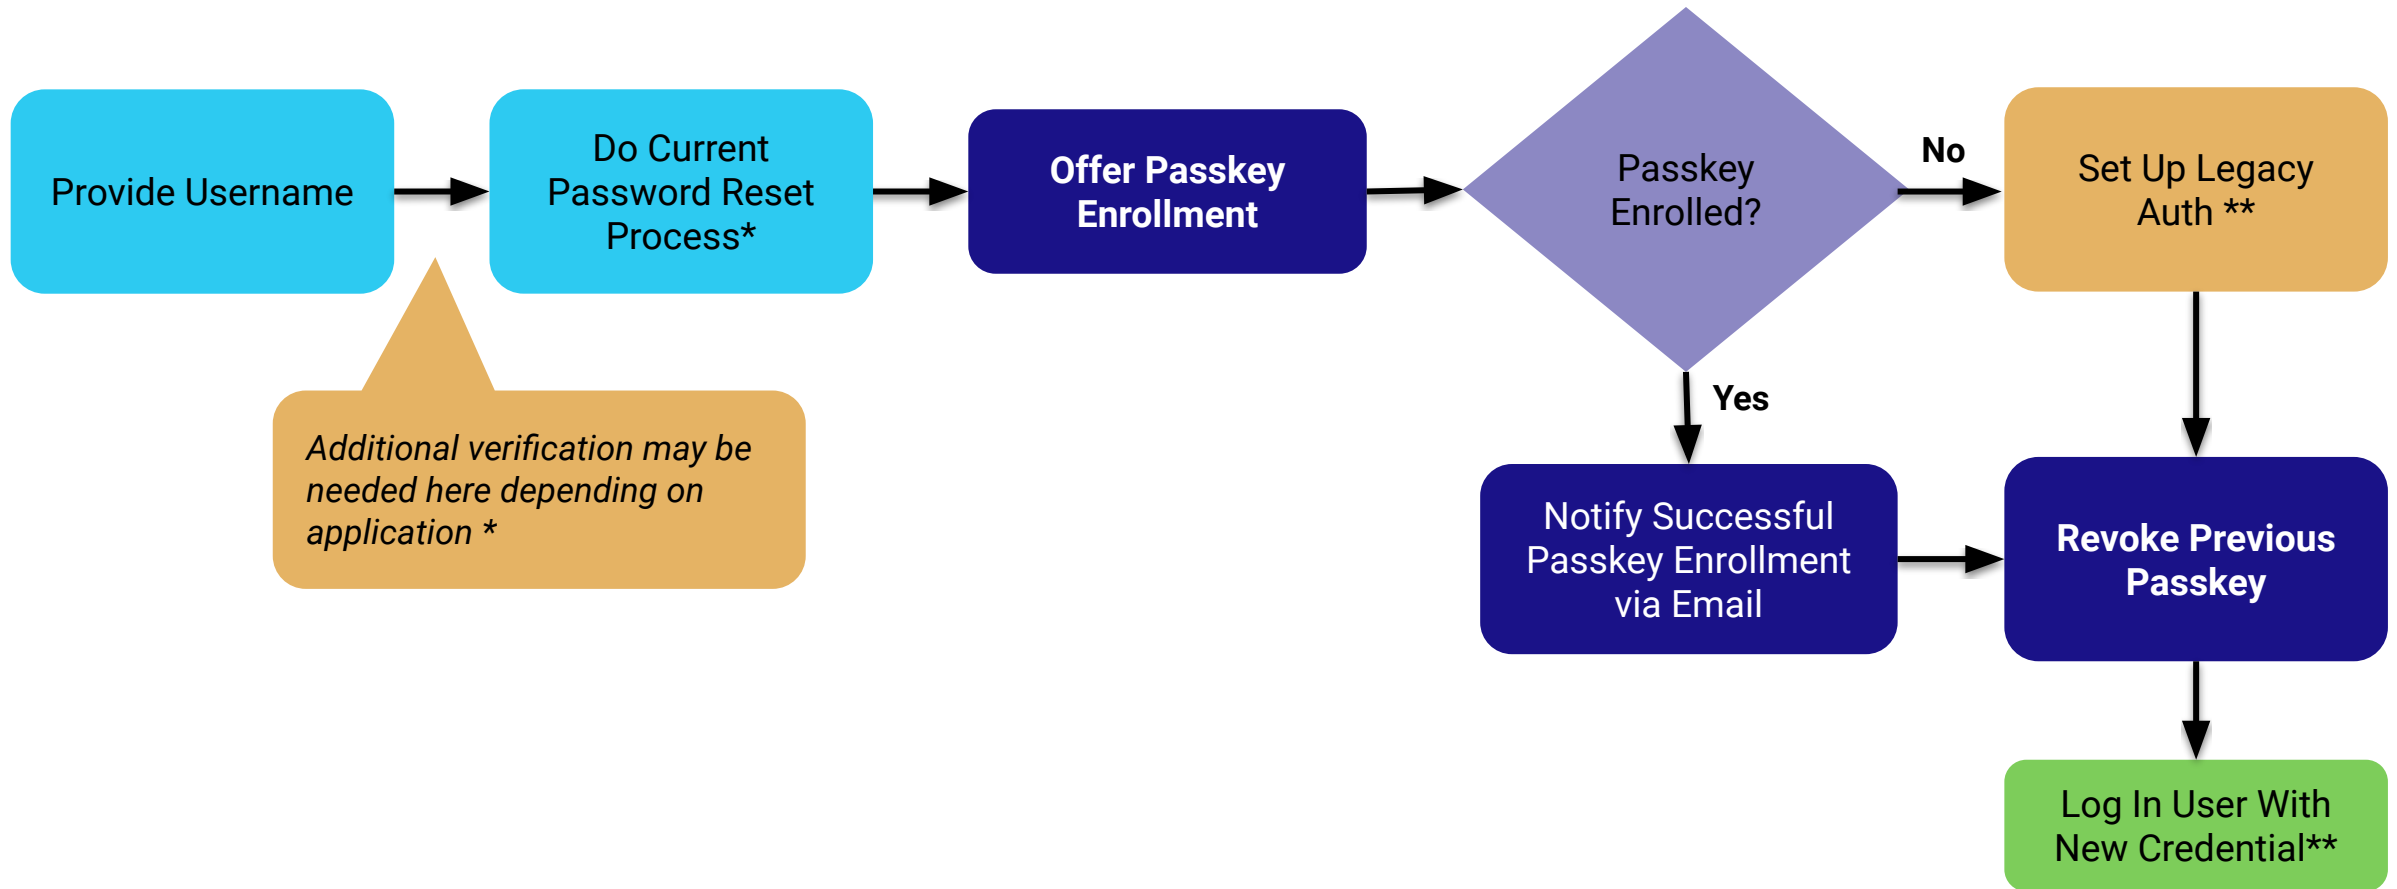 Provide Username
Do Current
Password Reset
Process*
Offer Passkey
Enrollment
Passkey
Enrolled?
No
Set Up Legacy
Auth **
Additional verification may be
needed here depending on
application *
Yes
Notify Successful
Passkey Enrollment
via Email
Revoke Previous
Passkey
Log In User With
New Credential**